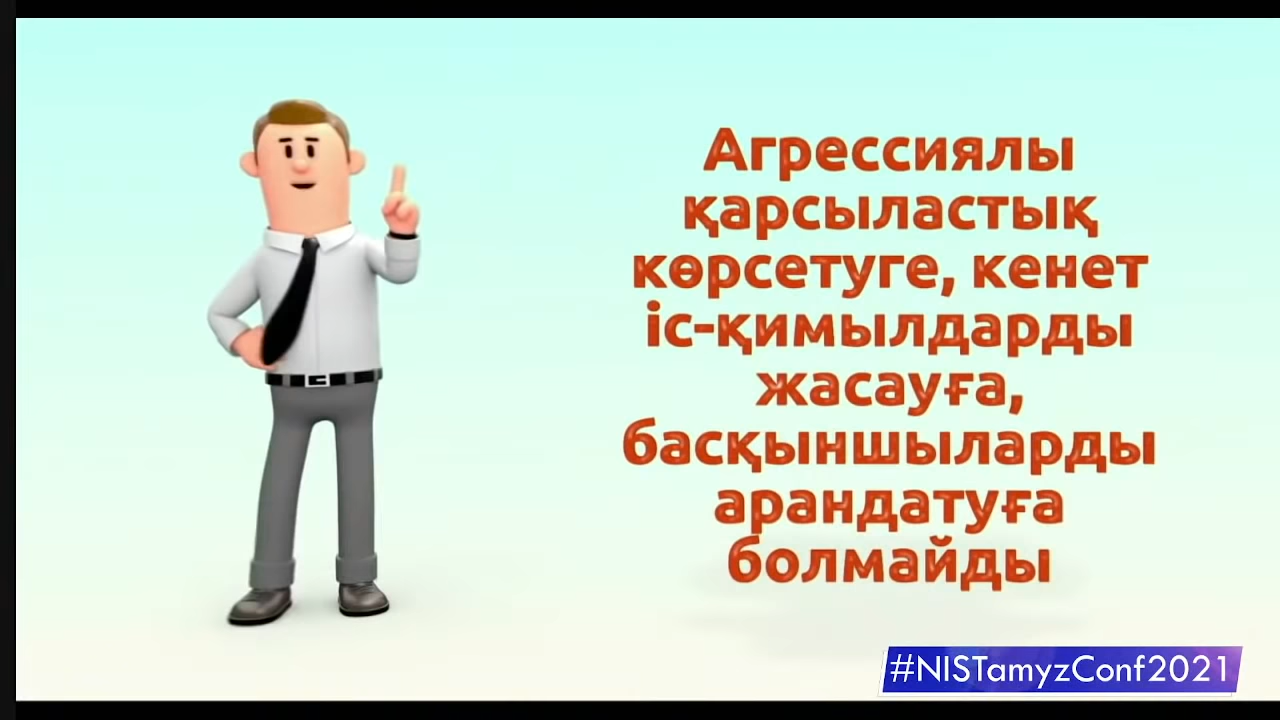 Агрессиялы
қарсыластық
көрсетуге, кенет
іс-қимылдарды
жасауға,
басқыншыларды
арандатуға
болмайды
#NISTamyzConf2021